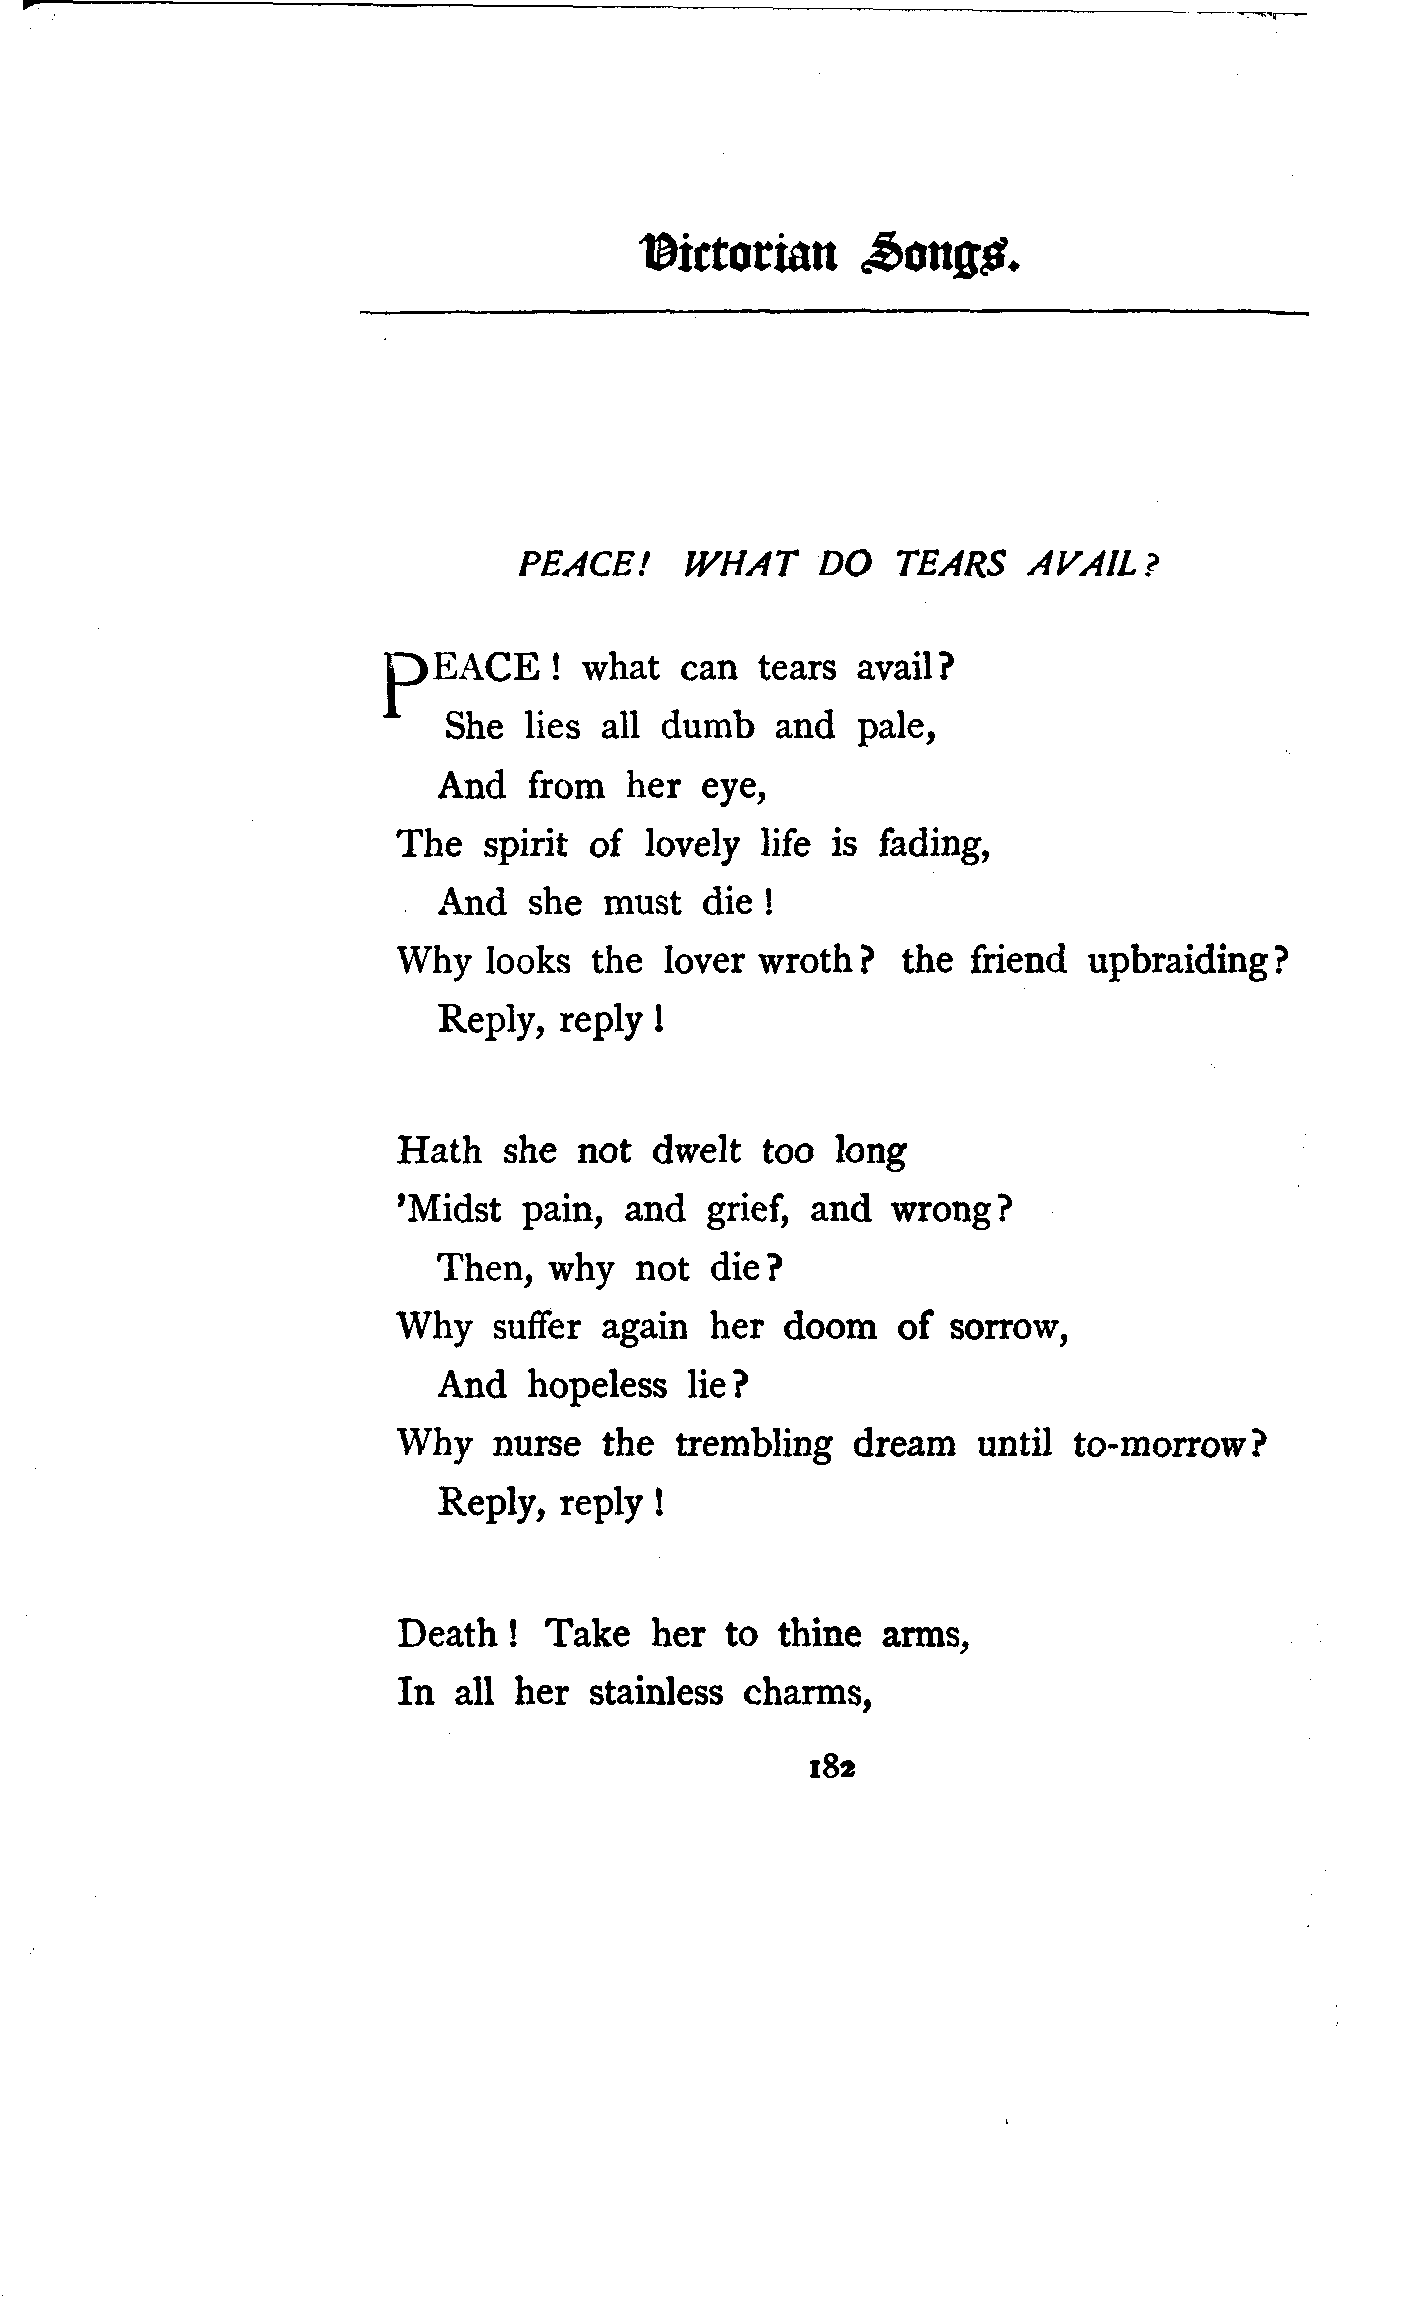 Victorian Songs.
PEACE! WHAT DO TEARS AVAIL?
PEACE! what can tears avail?
She lies all dumb and pale,
And from her eye,
The spirit of lovely life is fading,
And she must die!
Why looks the lover wroth? the friend upbraiding?
Reply, reply!
Hath she not dwelt too long
'Midst pain, and grief, and wrong?
Then, why not die?
Why suffer again her doom of sorrow,
And hopeless lie?
Why nurse the trembling dream until to-morrow?
Reply, reply!
Death! Take her to thine arms,
In all her stainless charms,
182